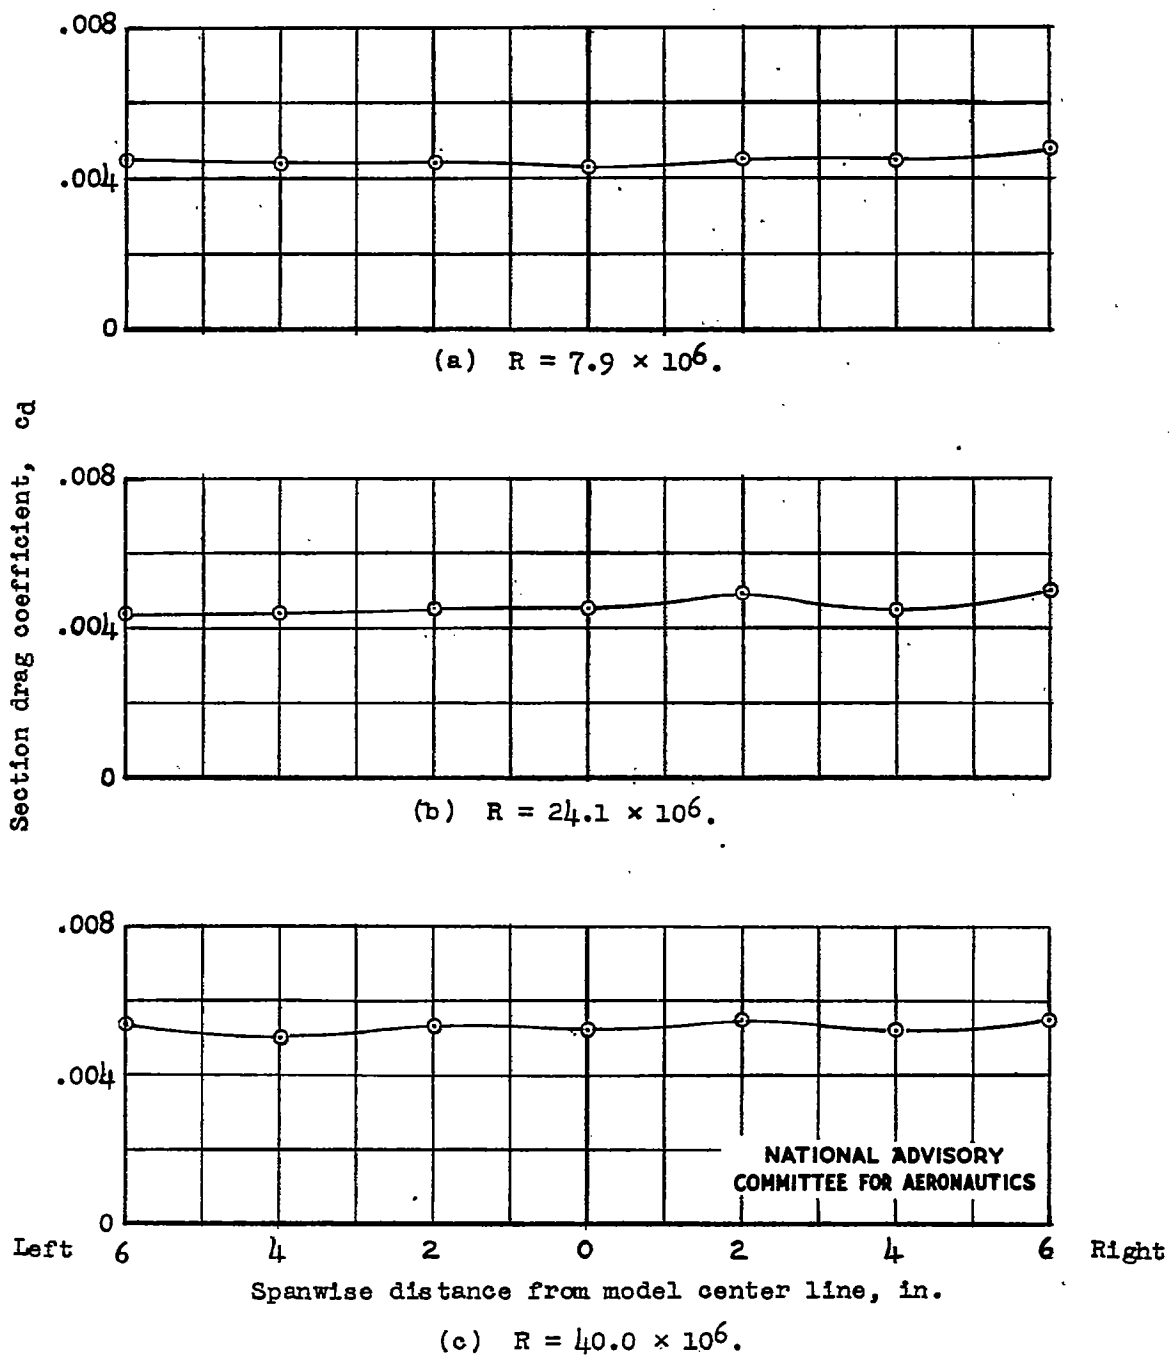 .008
.004
0
(a) R = 7.9 × 10⁶.
Section drag coefficient, cd
.008
.004
0
(b) R = 24.1 × 10⁶.
.008
.004
0
NATIONAL ADVISORY
COMMITTEE FOR AERONAUTICS
Left 6 4 2 0 2 4 6 Right
Spanwise distance from model center line, in.
(c) R = 40.0 × 10⁶.